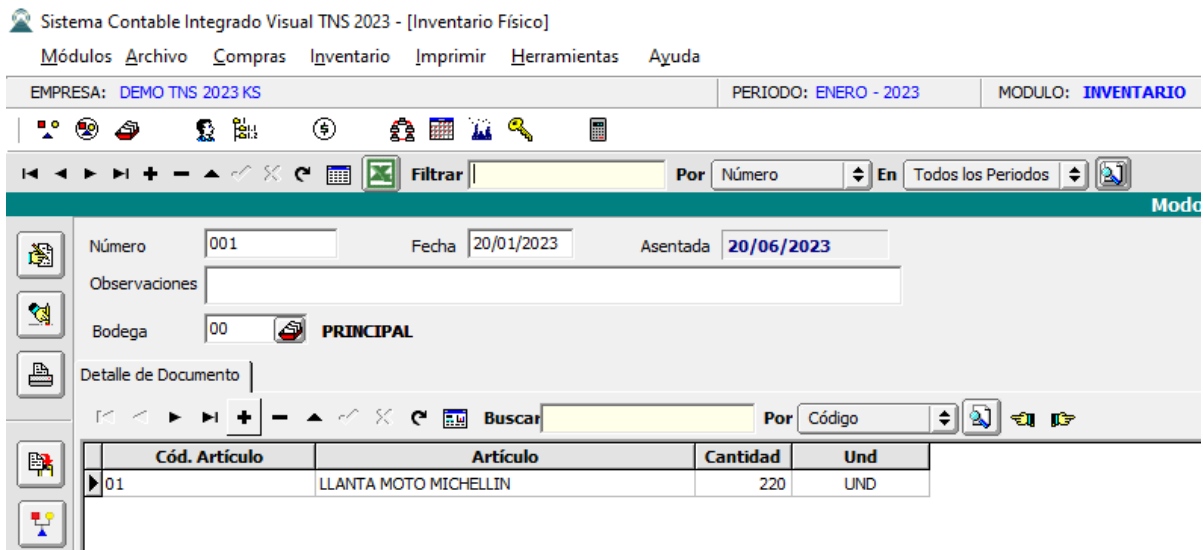 Sistema Contable Integrado Visual TNS 2023 - [Inventario Físico]
Módulos Archivo Compras Inventario Imprimir Herramientas Ayuda
EMPRESA: DEMO TNS 2023 KS PERIODO: ENERO - 2023 MODULO: INVENTARIO
Filtrar Por Número En Todos los Periodos
Modo
Número 001 Fecha 20/01/2023 Asentada 20/06/2023
Observaciones
Bodega 00 PRINCIPAL
Detalle de Documento
Buscar Por Código
Cód. Artículo Artículo Cantidad Und
01 LLANTA MOTO MICHELLIN 220 UND